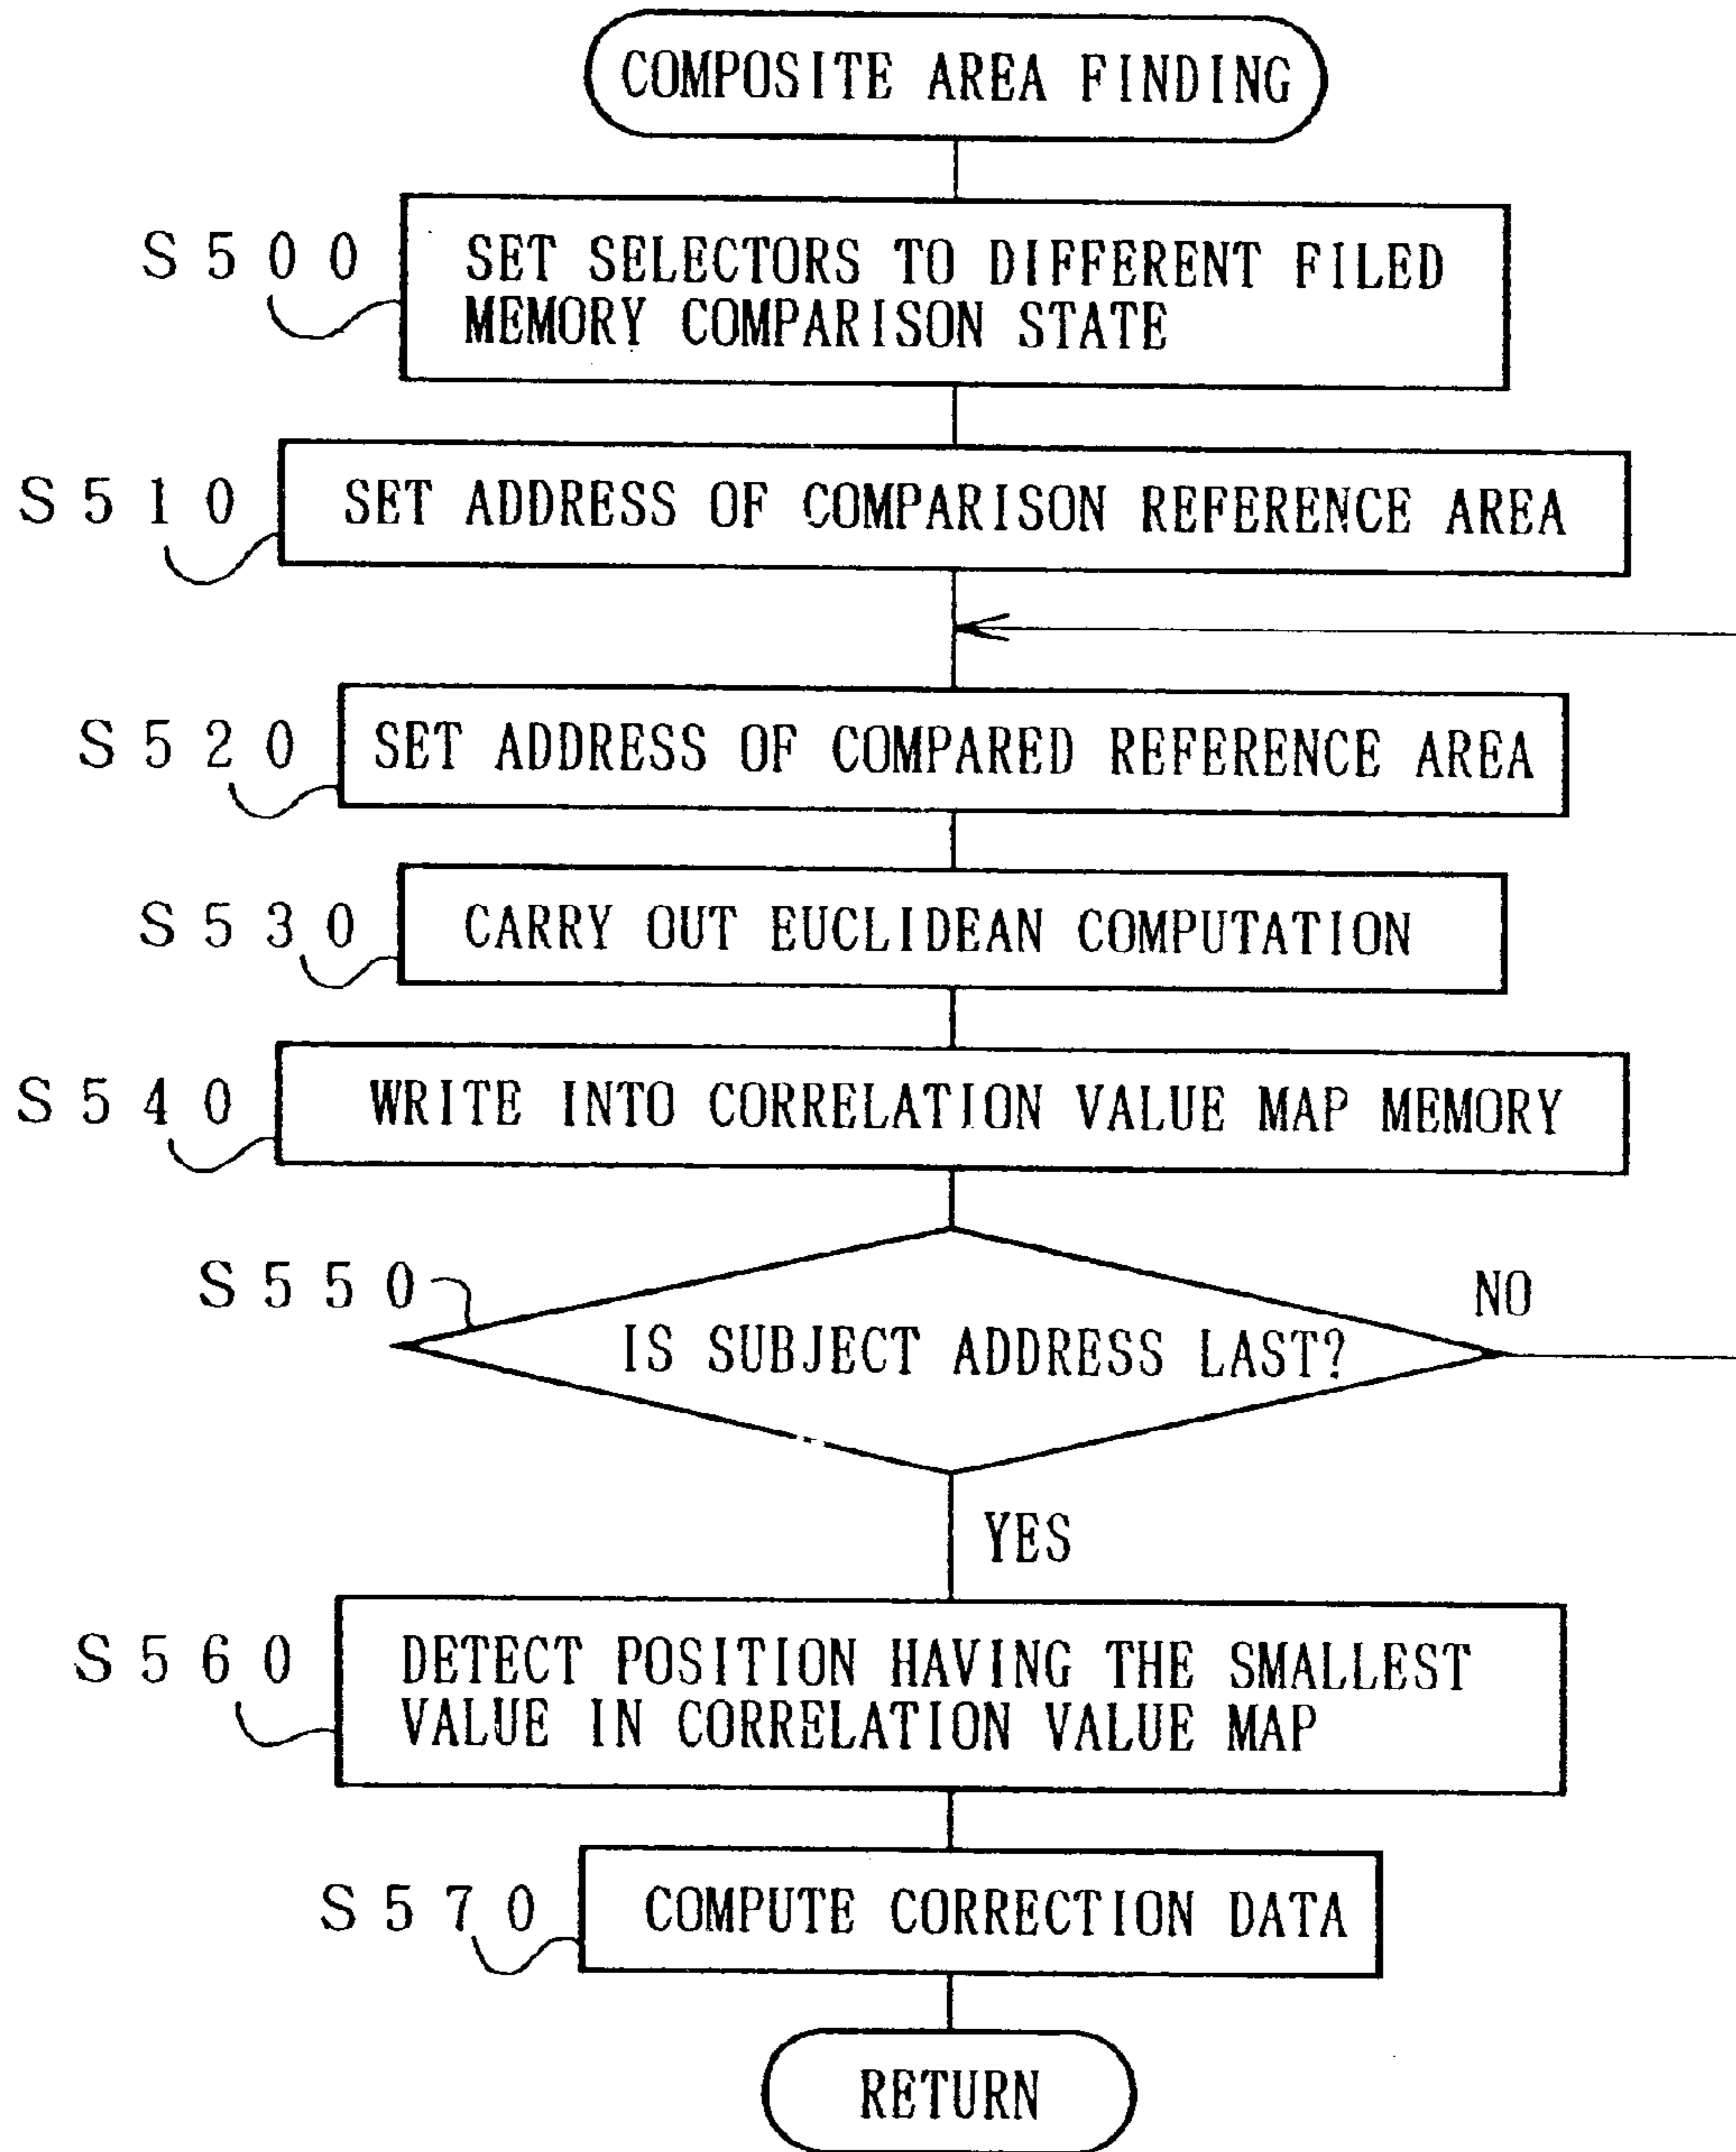 COMPOSITE AREA FINDING
S500
SET SELECTORS TO DIFFERENT FILED
MEMORY COMPARISON STATE
S510
SET ADDRESS OF COMPARISON REFERENCE AREA
S520
SET ADDRESS OF COMPARED REFERENCE AREA
S530
CARRY OUT EUCLIDEAN COMPUTATION
S540
WRITE INTO CORRELATION VALUE MAP MEMORY
S550
IS SUBJECT ADDRESS LAST?
NO
YES
S560
DETECT POSITION HAVING THE SMALLEST
VALUE IN CORRELATION VALUE MAP
S570
COMPUTE CORRECTION DATA
RETURN